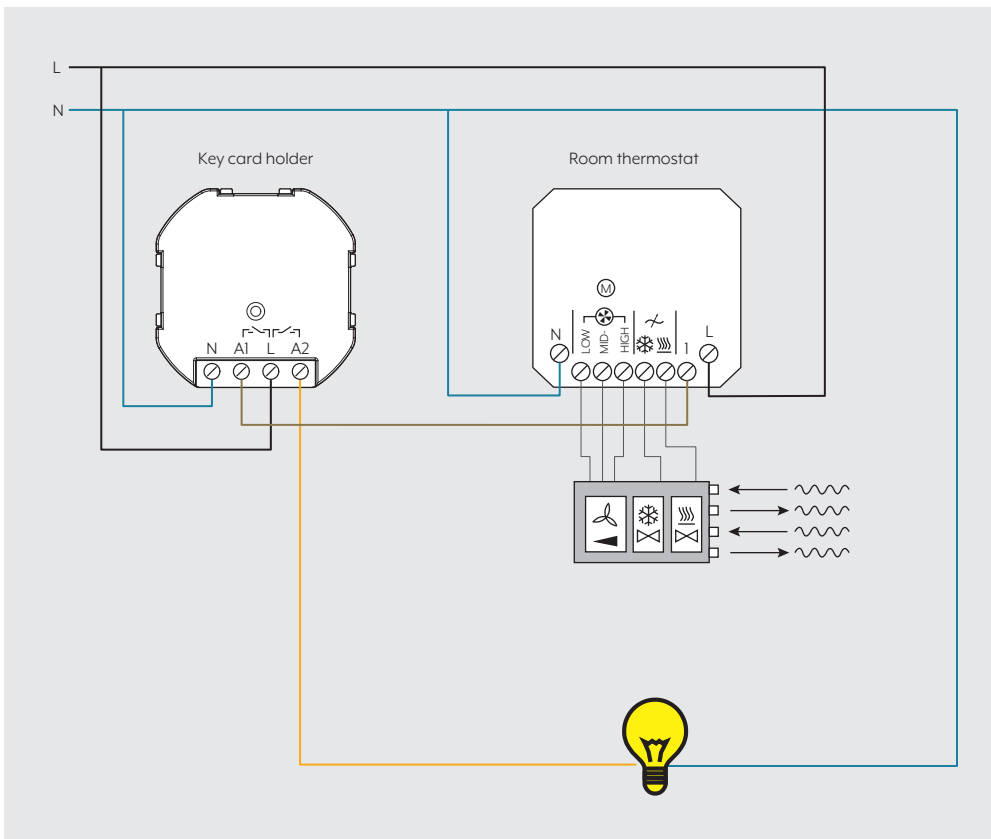 L
N
Key card holder
Room thermostat
M
N
LOW
MID-
HIGH
1
L
N A1 L A2